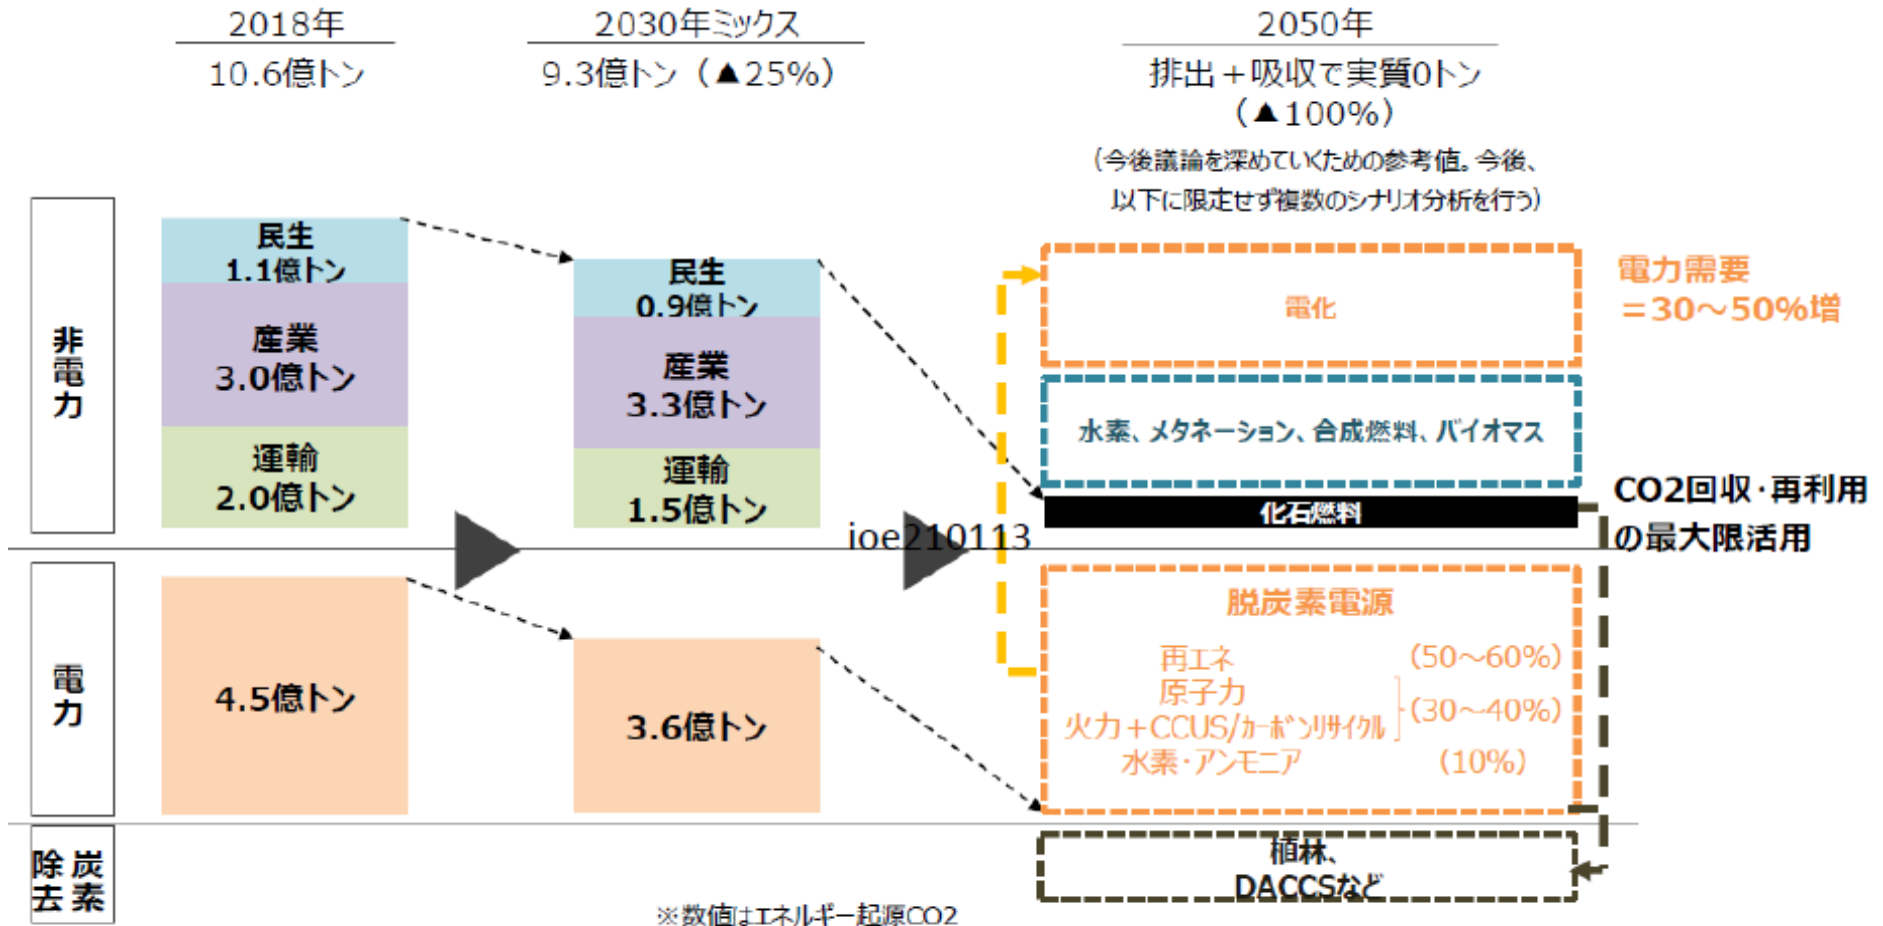 2018年
10.6億トン
2030年ミックス
9.3億トン（▲25%）
2050年
排出＋吸収で実質0トン
（▲100%）
（今後議論を深めていくための参考値。今後、
以下に限定せず複数のシナリオ分析を行う）
非電力
民生
1.1億トン
産業
3.0億トン
運輸
2.0億トン
民生
0.9億トン
産業
3.3億トン
運輸
1.5億トン
電化
電力需要
＝30～50%増
水素、メタネーション、合成燃料、バイオマス
化石燃料
CO2回収・再利用
の最大限活用
ioe210113
電力
4.5億トン
3.6億トン
脱炭素電源
再エネ （50～60%）
原子力
火力＋CCUS/カーボンリサイクル （30～40%）
水素・アンモニア （10%）
炭素除去
植林、
DACCSなど
※数値はエネルギー起源CO2